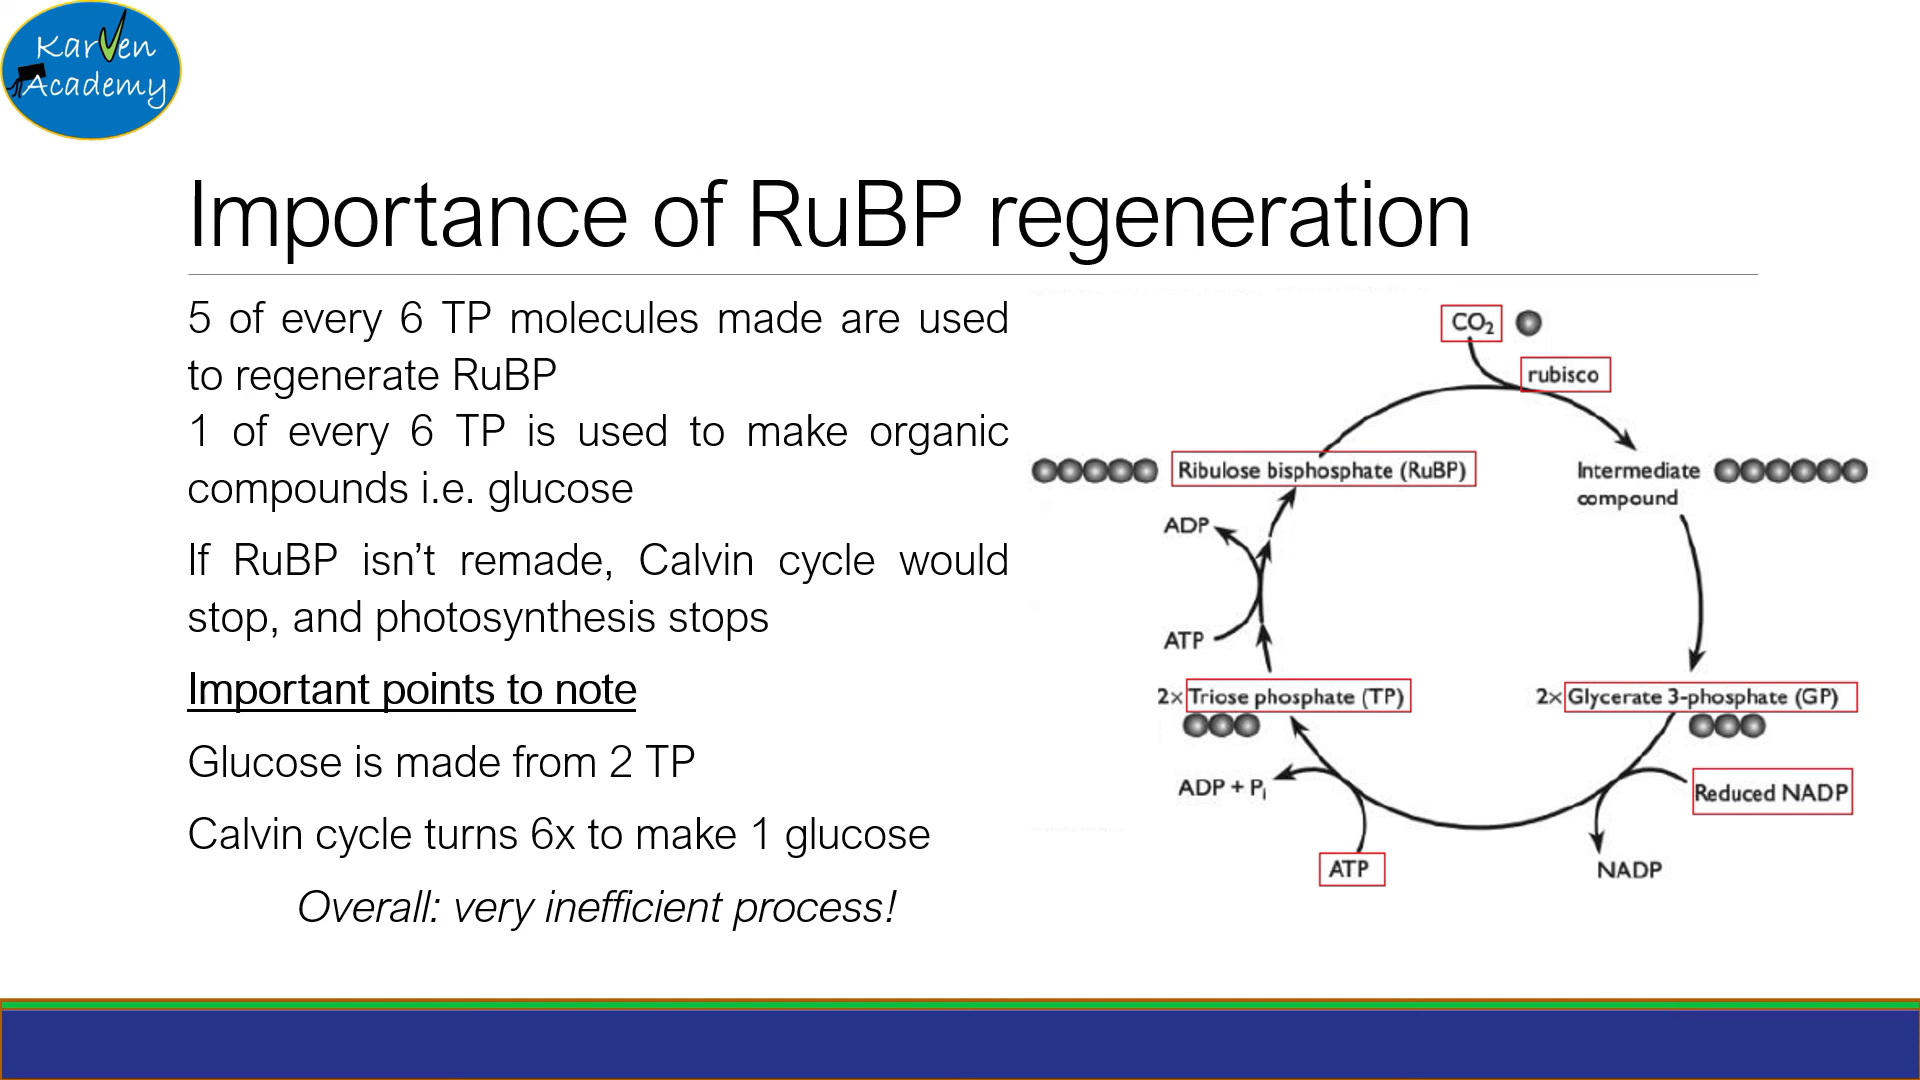 Karven
Academy
Importance of RuBP regeneration
5 of every 6 TP molecules made are used
to regenerate RuBP
1 of every 6 TP is used to make organic
compounds i.e. glucose
If RuBP isn’t remade, Calvin cycle would
stop, and photosynthesis stops
Important points to note
Glucose is made from 2 TP
Calvin cycle turns 6x to make 1 glucose
Overall: very inefficient process!
CO₂
rubisco
Ribulose bisphosphate (RuBP)
Intermediate
compound
ADP
ATP
2× Triose phosphate (TP)
2× Glycerate 3-phosphate (GP)
ADP + Pᵢ
Reduced NADP
ATP
NADP